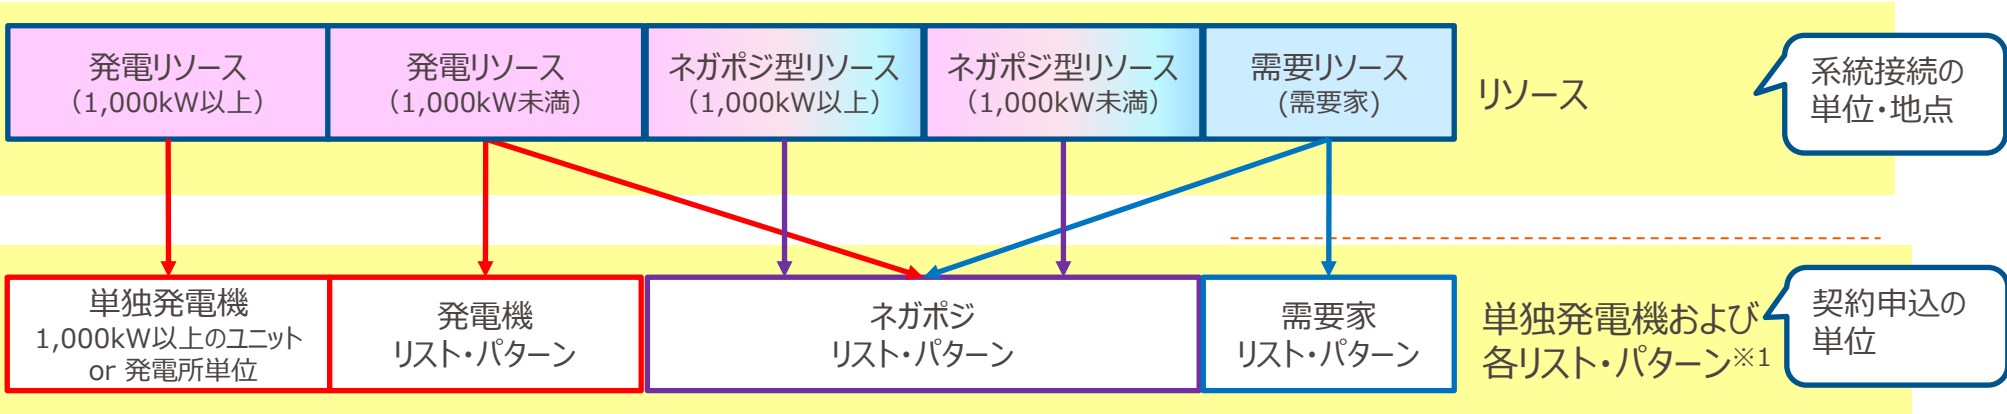 発電リソース
（1,000kW以上）
発電リソース
（1,000kW未満）
ネガポジ型リソース
（1,000kW以上）
ネガポジ型リソース
（1,000kW未満）
需要リソース
(需要家)
リソース
系統接続の
単位・地点
単独発電機
1,000kW以上のユニット
or 発電所単位
発電機
リスト・パターン
ネガポジ
リスト・パターン
需要家
リスト・パターン
単独発電機および
各リスト・パターン※1
契約申込の
単位